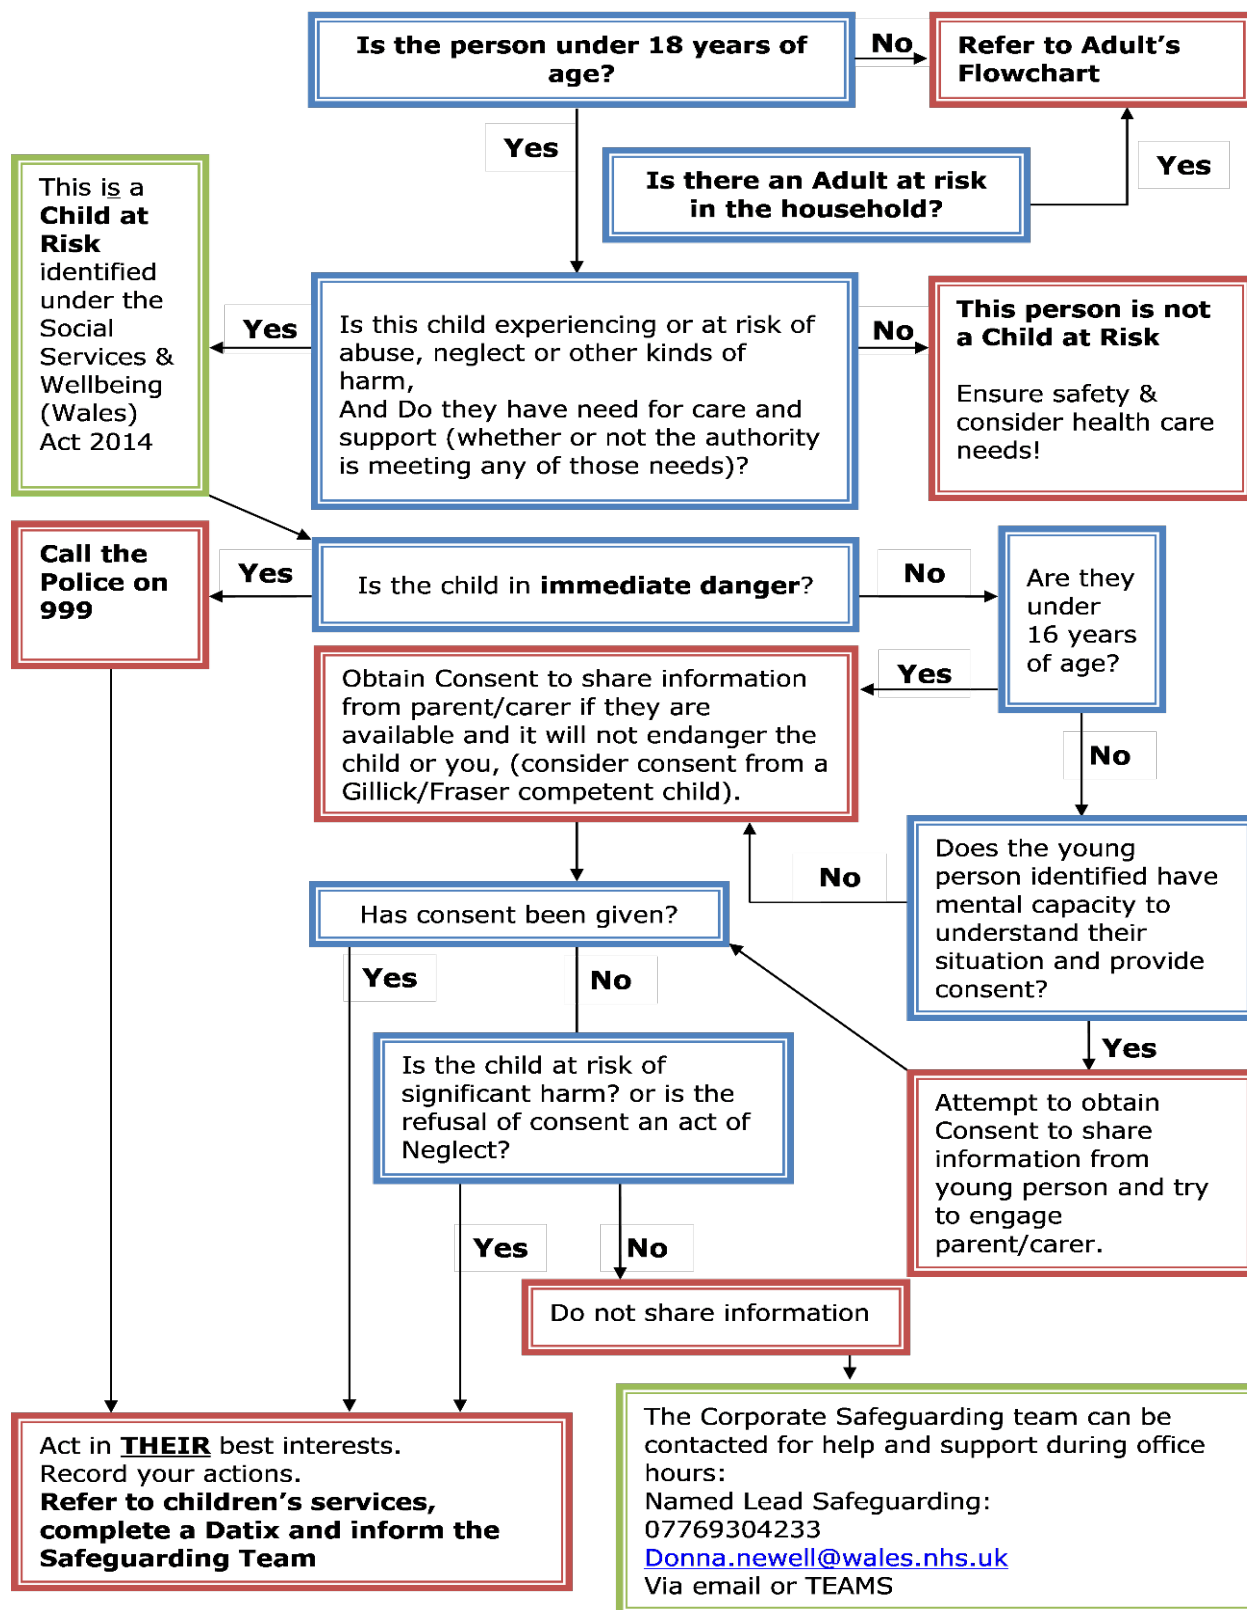 Is the person under 18 years of
age?
No
Refer to Adult's
Flowchart
Yes
Is there an Adult at risk
in the household?
Yes
This is a
Child at
Risk
identified
under the
Social
Services &
Wellbeing
(Wales)
Act 2014
Yes
Is this child experiencing or at risk of
abuse, neglect or other kinds of
harm,
And Do they have need for care and
support (whether or not the authority
is meeting any of those needs)?
No
This person is not
a Child at Risk
Ensure safety &
consider health care
needs!
Call the
Police on
999
Yes
Is the child in immediate danger?
No
Are they
under
16 years
of age?
Yes
Obtain Consent to share information
from parent/carer if they are
available and it will not endanger the
child or you, (consider consent from a
Gillick/Fraser competent child).
No
Does the young
person identified have
mental capacity to
understand their
situation and provide
consent?
No
Has consent been given?
Yes
No
Yes
Is the child at risk of
significant harm? or is the
refusal of consent an act of
Neglect?
Attempt to obtain
Consent to share
information from
young person and try
to engage
parent/carer.
Yes
No
Do not share information
Act in THEIR best interests.
Record your actions.
Refer to children's services,
complete a Datix and inform the
Safeguarding Team
The Corporate Safeguarding team can be
contacted for help and support during office
hours:
Named Lead Safeguarding:
07769304233
Donna.newell@wales.nhs.uk
Via email or TEAMS